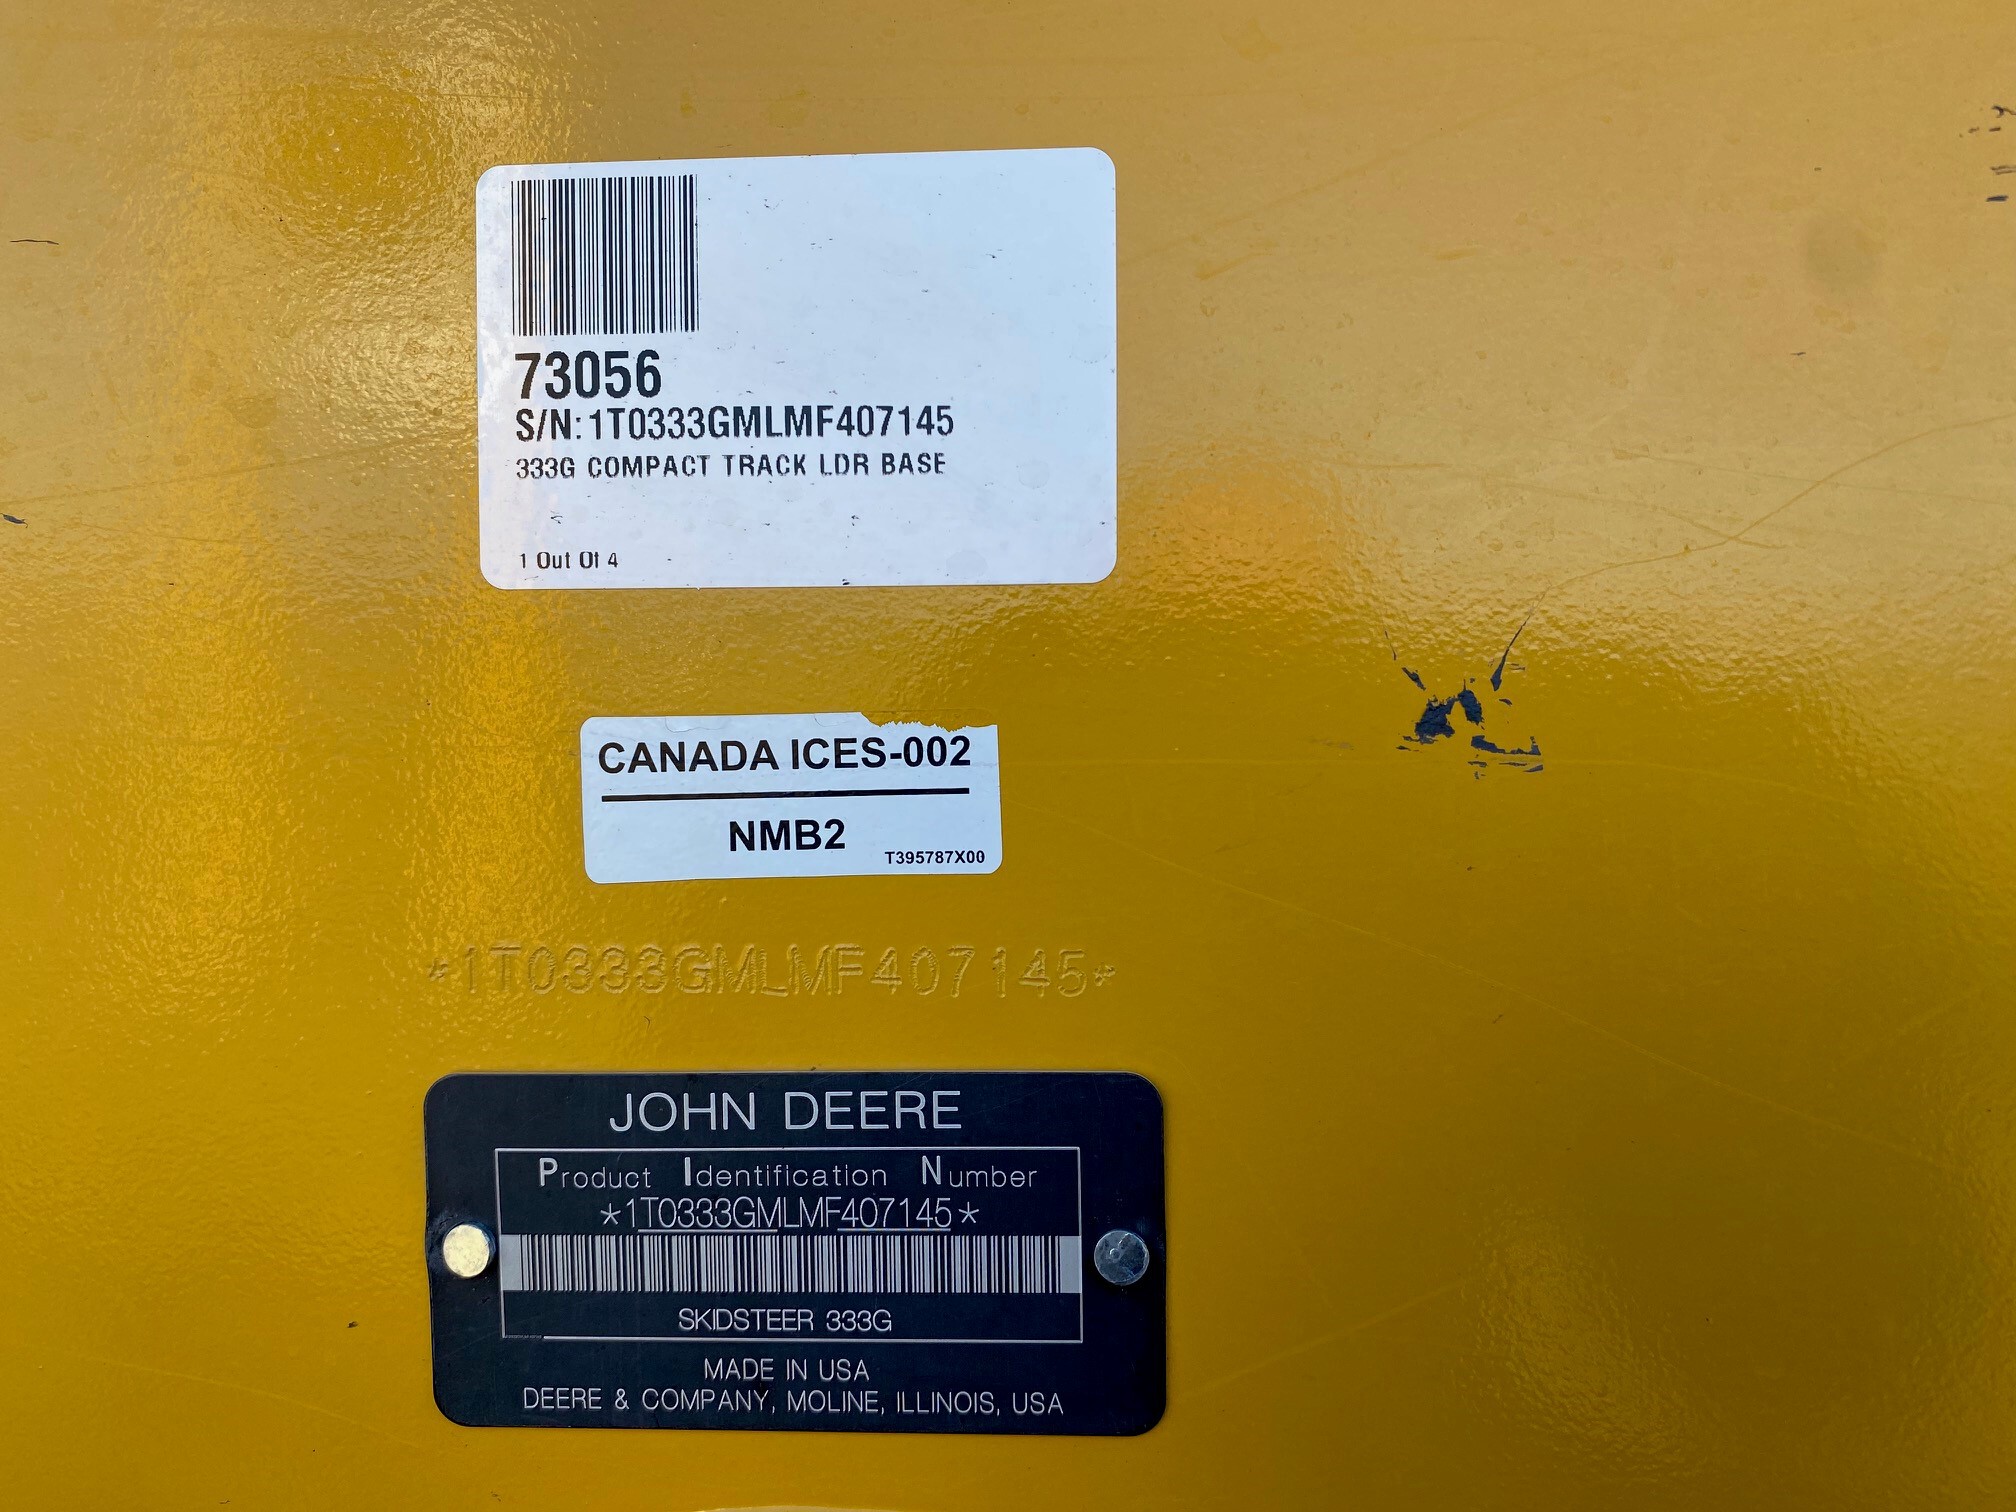 73056
S/N: 1T0333GMLMF407145
333G COMPACT TRACK LDR BASE
1 Out Of 4
CANADA ICES-002
NMB2
T395787X00
*1T0333GMLMF407145*
JOHN DEERE
Product Identification Number
*1T0333GMLMF407145*
SKIDSTEER 333G
MADE IN USA
DEERE & COMPANY, MOLINE, ILLINOIS, USA